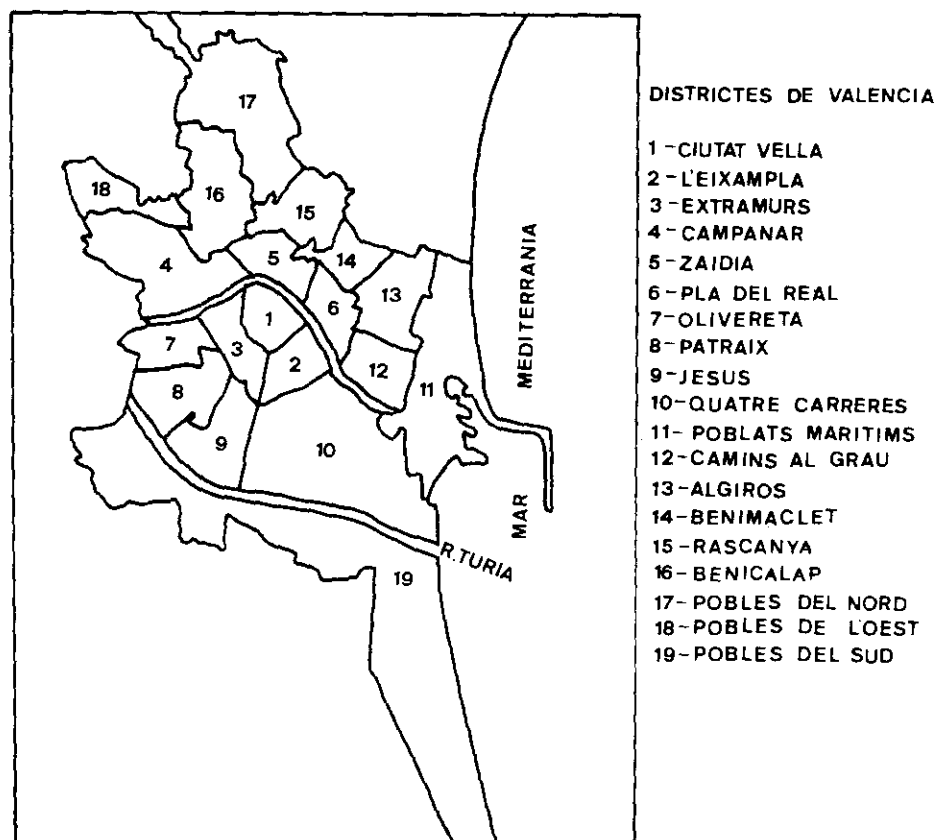 DISTRICTES DE VALENCIA
1-CIUTAT VELLA
2-L'EIXAMPLA
3-EXTRAMURS
4-CAMPANAR
5-ZAIDIA
6-PLA DEL REAL
7-OLIVERETA
8-PATRAIX
9-JESUS
10-QUATRE CARRERES
11-POBLATS MARITIMS
12-CAMINS AL GRAU
13-ALGIROS
14-BENIMACLET
15-RASCANYA
16-BENICALAP
17-POBLES DEL NORD
18-POBLES DE L'OEST
19-POBLES DEL SUD
17
18
16
15
4
5
14
13
6
1
7
3
2
12
11
8
9
10
19
R. TURIA
MAR MEDITERRANIA